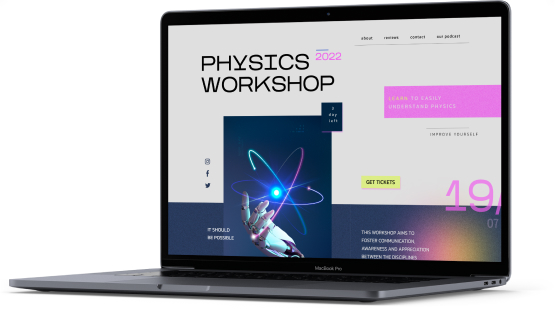 about reviews contact our podcast
PHYSICS 2022
WORKSHOP
LEARN TO EASILY
UNDERSTAND PHYSICS
3
day
left
IMPROVE YOURSELF
GET TICKETS
19/
07
IT SHOULD
BE POSSIBLE
THIS WORKSHOP AIMS TO
FOSTER COMMUNICATION,
AWARENESS AND APPRECIATION
BETWEEN THE DISCIPLINES
MacBook Pro